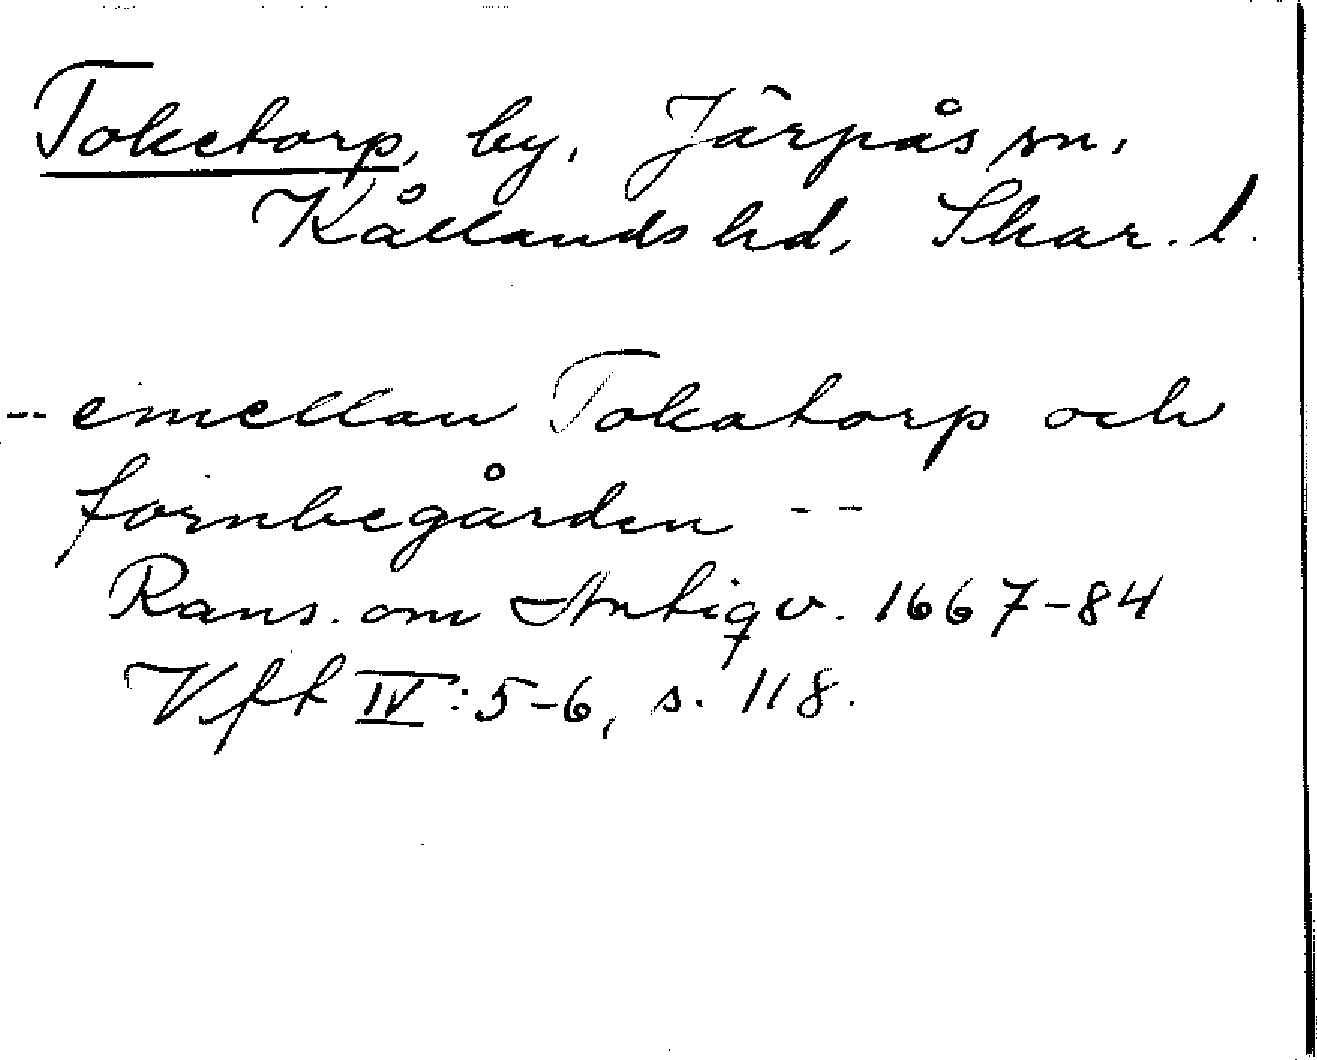 Toketorp, by, Järpås sn,
Kållands hd, Skar. l.
-- emellan Tokatorp och
fornbegården --
Rans. om Antiqv. 1667-84
Vft IV:5-6, s. 118.